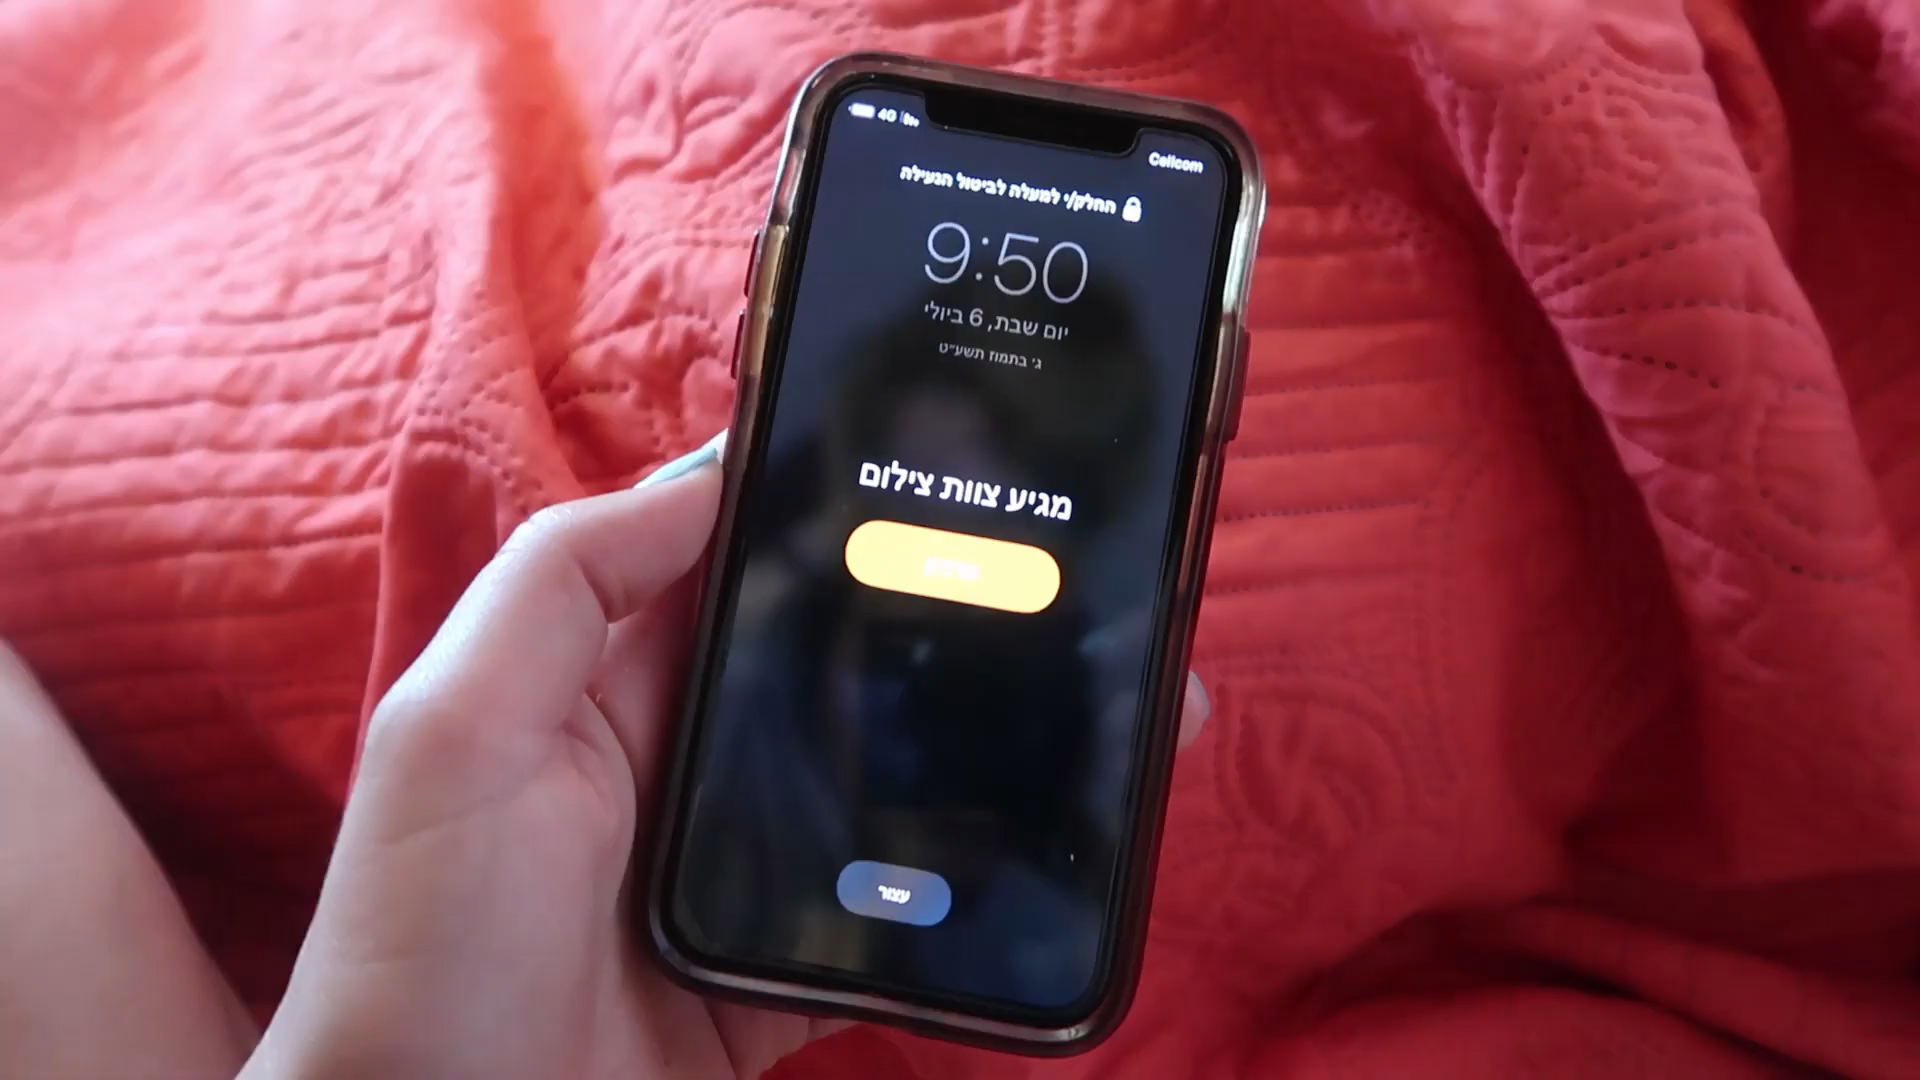 Cellcom 4G
החלק/י למעלה לביטול הנעילה
9:50
יום שבת, 6 ביולי
ג׳ בתמוז תשע״ט
מגיע צוות צילום
עצור